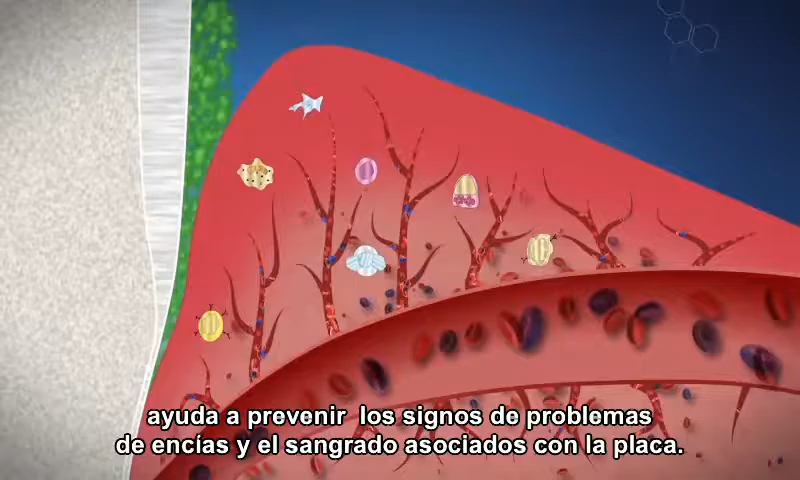 ayuda a prevenir  los signos de problemas
de encías y el sangrado asociados con la placa.